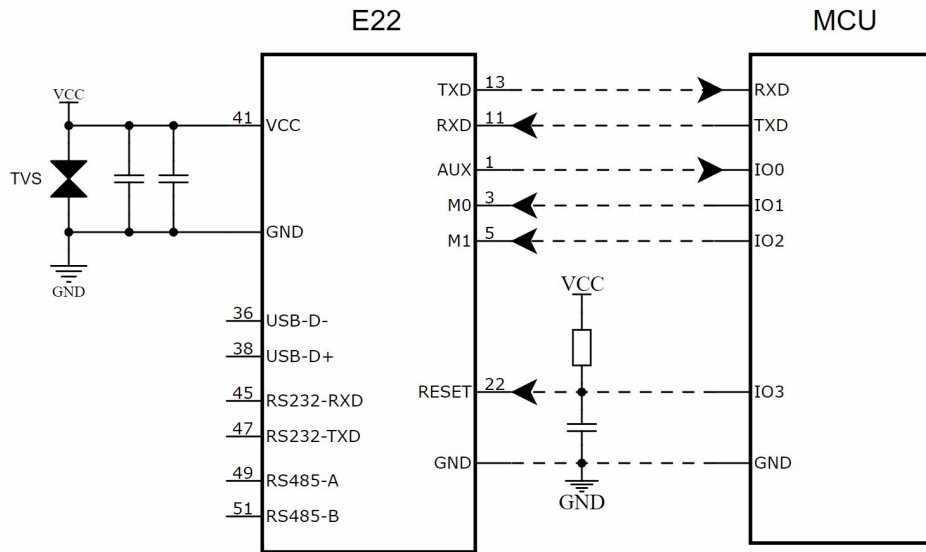 E22
MCU
TXD 13
RXD
VCC
41 VCC
RXD 11
TXD
TVS
AUX 1
IO0
M0 3
IO1
GND
M1 5
IO2
GND
VCC
36 USB-D-
38 USB-D+
RESET 22
IO3
45 RS232-RXD
47 RS232-TXD
GND
GND
49 RS485-A
GND
51 RS485-B